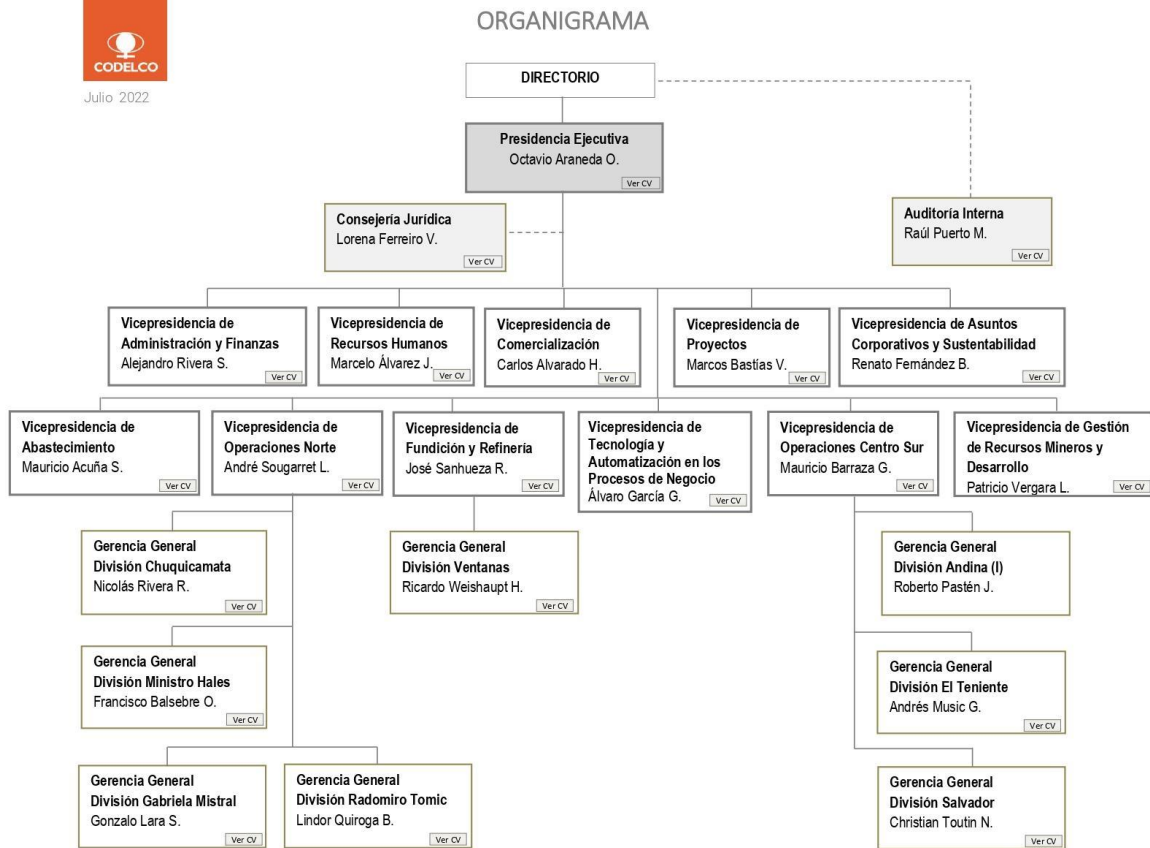 ORGANIGRAMA
CODELCO
Julio 2022
DIRECTORIO
Presidencia Ejecutiva
Octavio Araneda O.
Ver CV
Consejería Jurídica
Lorena Ferreiro V.
Ver CV
Auditoría Interna
Raúl Puerto M.
Ver CV
Vicepresidencia de
Administración y Finanzas
Alejandro Rivera S.
Ver CV
Vicepresidencia de
Recursos Humanos
Marcelo Álvarez J.
Ver CV
Vicepresidencia de
Comercialización
Carlos Alvarado H.
Ver CV
Vicepresidencia de
Proyectos
Marcos Bastías V.
Ver CV
Vicepresidencia de Asuntos
Corporativos y Sustentabilidad
Renato Fernández B.
Ver CV
Vicepresidencia de
Abastecimiento
Mauricio Acuña S.
Ver CV
Vicepresidencia de
Operaciones Norte
André Sougarret L.
Ver CV
Vicepresidencia de
Fundición y Refinería
José Sanhueza R.
Ver CV
Vicepresidencia de
Tecnología y
Automatización en los
Procesos de Negocio
Álvaro García G.
Ver CV
Vicepresidencia de
Operaciones Centro Sur
Mauricio Barraza G.
Ver CV
Vicepresidencia de Gestión
de Recursos Mineros y
Desarrollo
Patricio Vergara L.
Ver CV
Gerencia General
División Chuquicamata
Nicolás Rivera R.
Ver CV
Gerencia General
División Ventanas
Ricardo Weishaupt H.
Ver CV
Gerencia General
División Andina (I)
Roberto Pastén J.
Gerencia General
División Ministro Hales
Francisco Balsebre O.
Ver CV
Gerencia General
División El Teniente
Andrés Music G.
Ver CV
Gerencia General
División Gabriela Mistral
Gonzalo Lara S.
Ver CV
Gerencia General
División Radomiro Tomic
Lindor Quiroga B.
Ver CV
Gerencia General
División Salvador
Christian Toutin N.
Ver CV